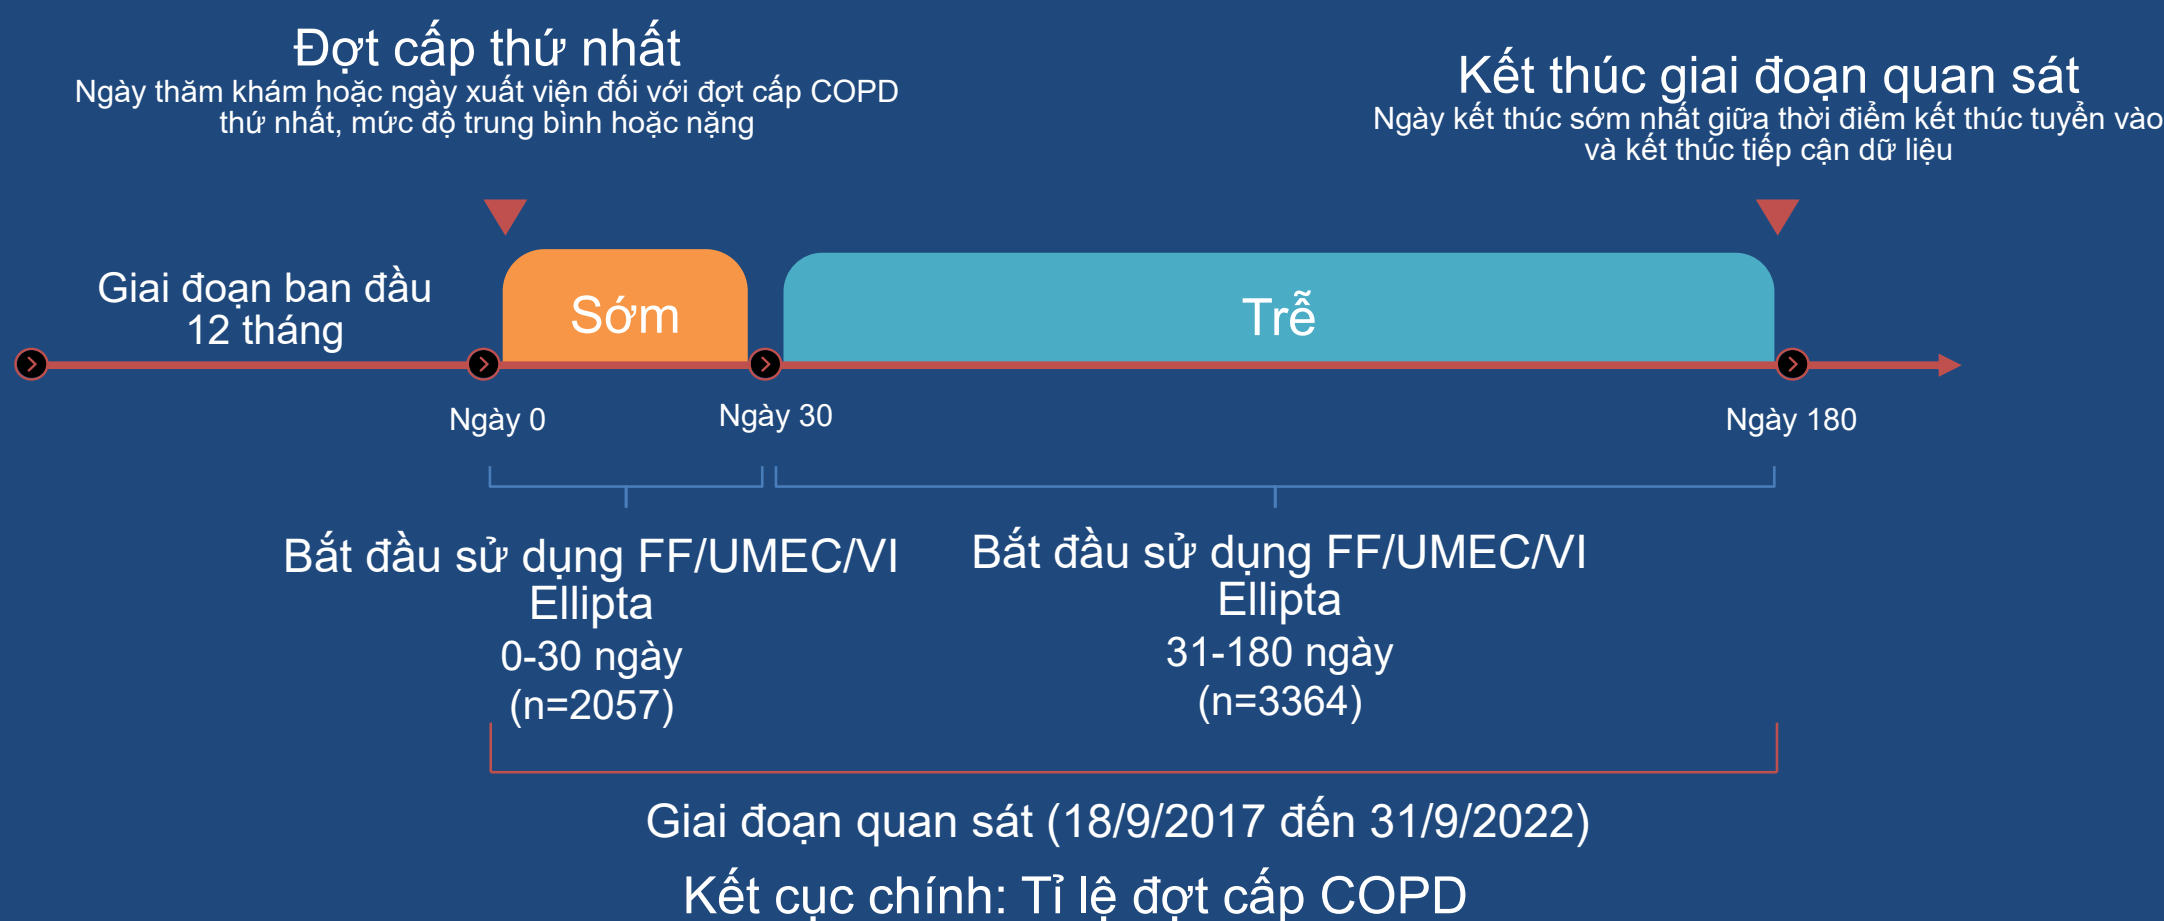 Đợt cấp thứ nhất
Ngày thăm khám hoặc ngày xuất viện đối với đợt cấp COPD
thứ nhất, mức độ trung bình hoặc nặng
Kết thúc giai đoạn quan sát
Ngày kết thúc sớm nhất giữa thời điểm kết thúc tuyển vào
và kết thúc tiếp cận dữ liệu
Giai đoạn ban đầu
12 tháng
Sớm
Trễ
Ngày 0
Ngày 30
Ngày 180
Bắt đầu sử dụng FF/UMEC/VI
Ellipta
0-30 ngày
(n=2057)
Bắt đầu sử dụng FF/UMEC/VI
Ellipta
31-180 ngày
(n=3364)
Giai đoạn quan sát (18/9/2017 đến 31/9/2022)
Kết cục chính: Tỉ lệ đợt cấp COPD